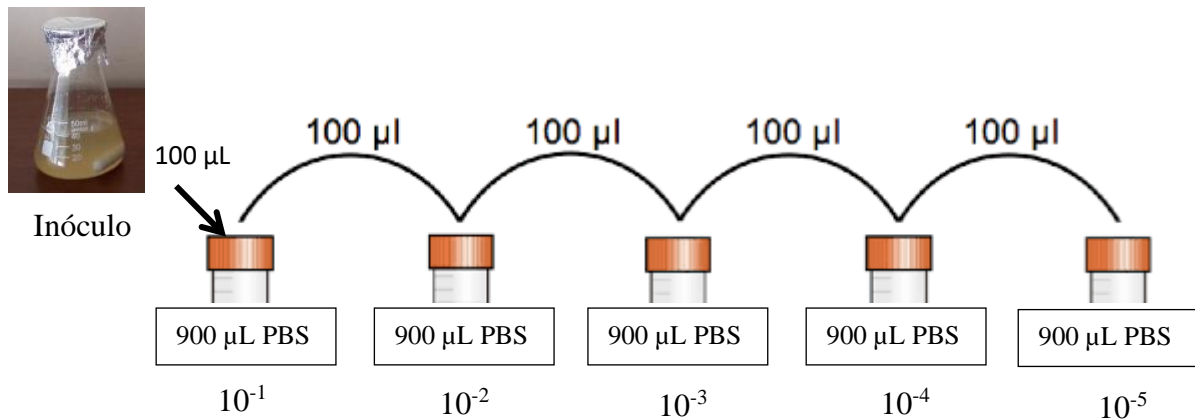 100 µl 100 µl 100 µl 100 µl
100 µL
Inóculo
900 µL PBS 900 µL PBS 900 µL PBS 900 µL PBS 900 µL PBS
10⁻¹ 10⁻² 10⁻³ 10⁻⁴ 10⁻⁵